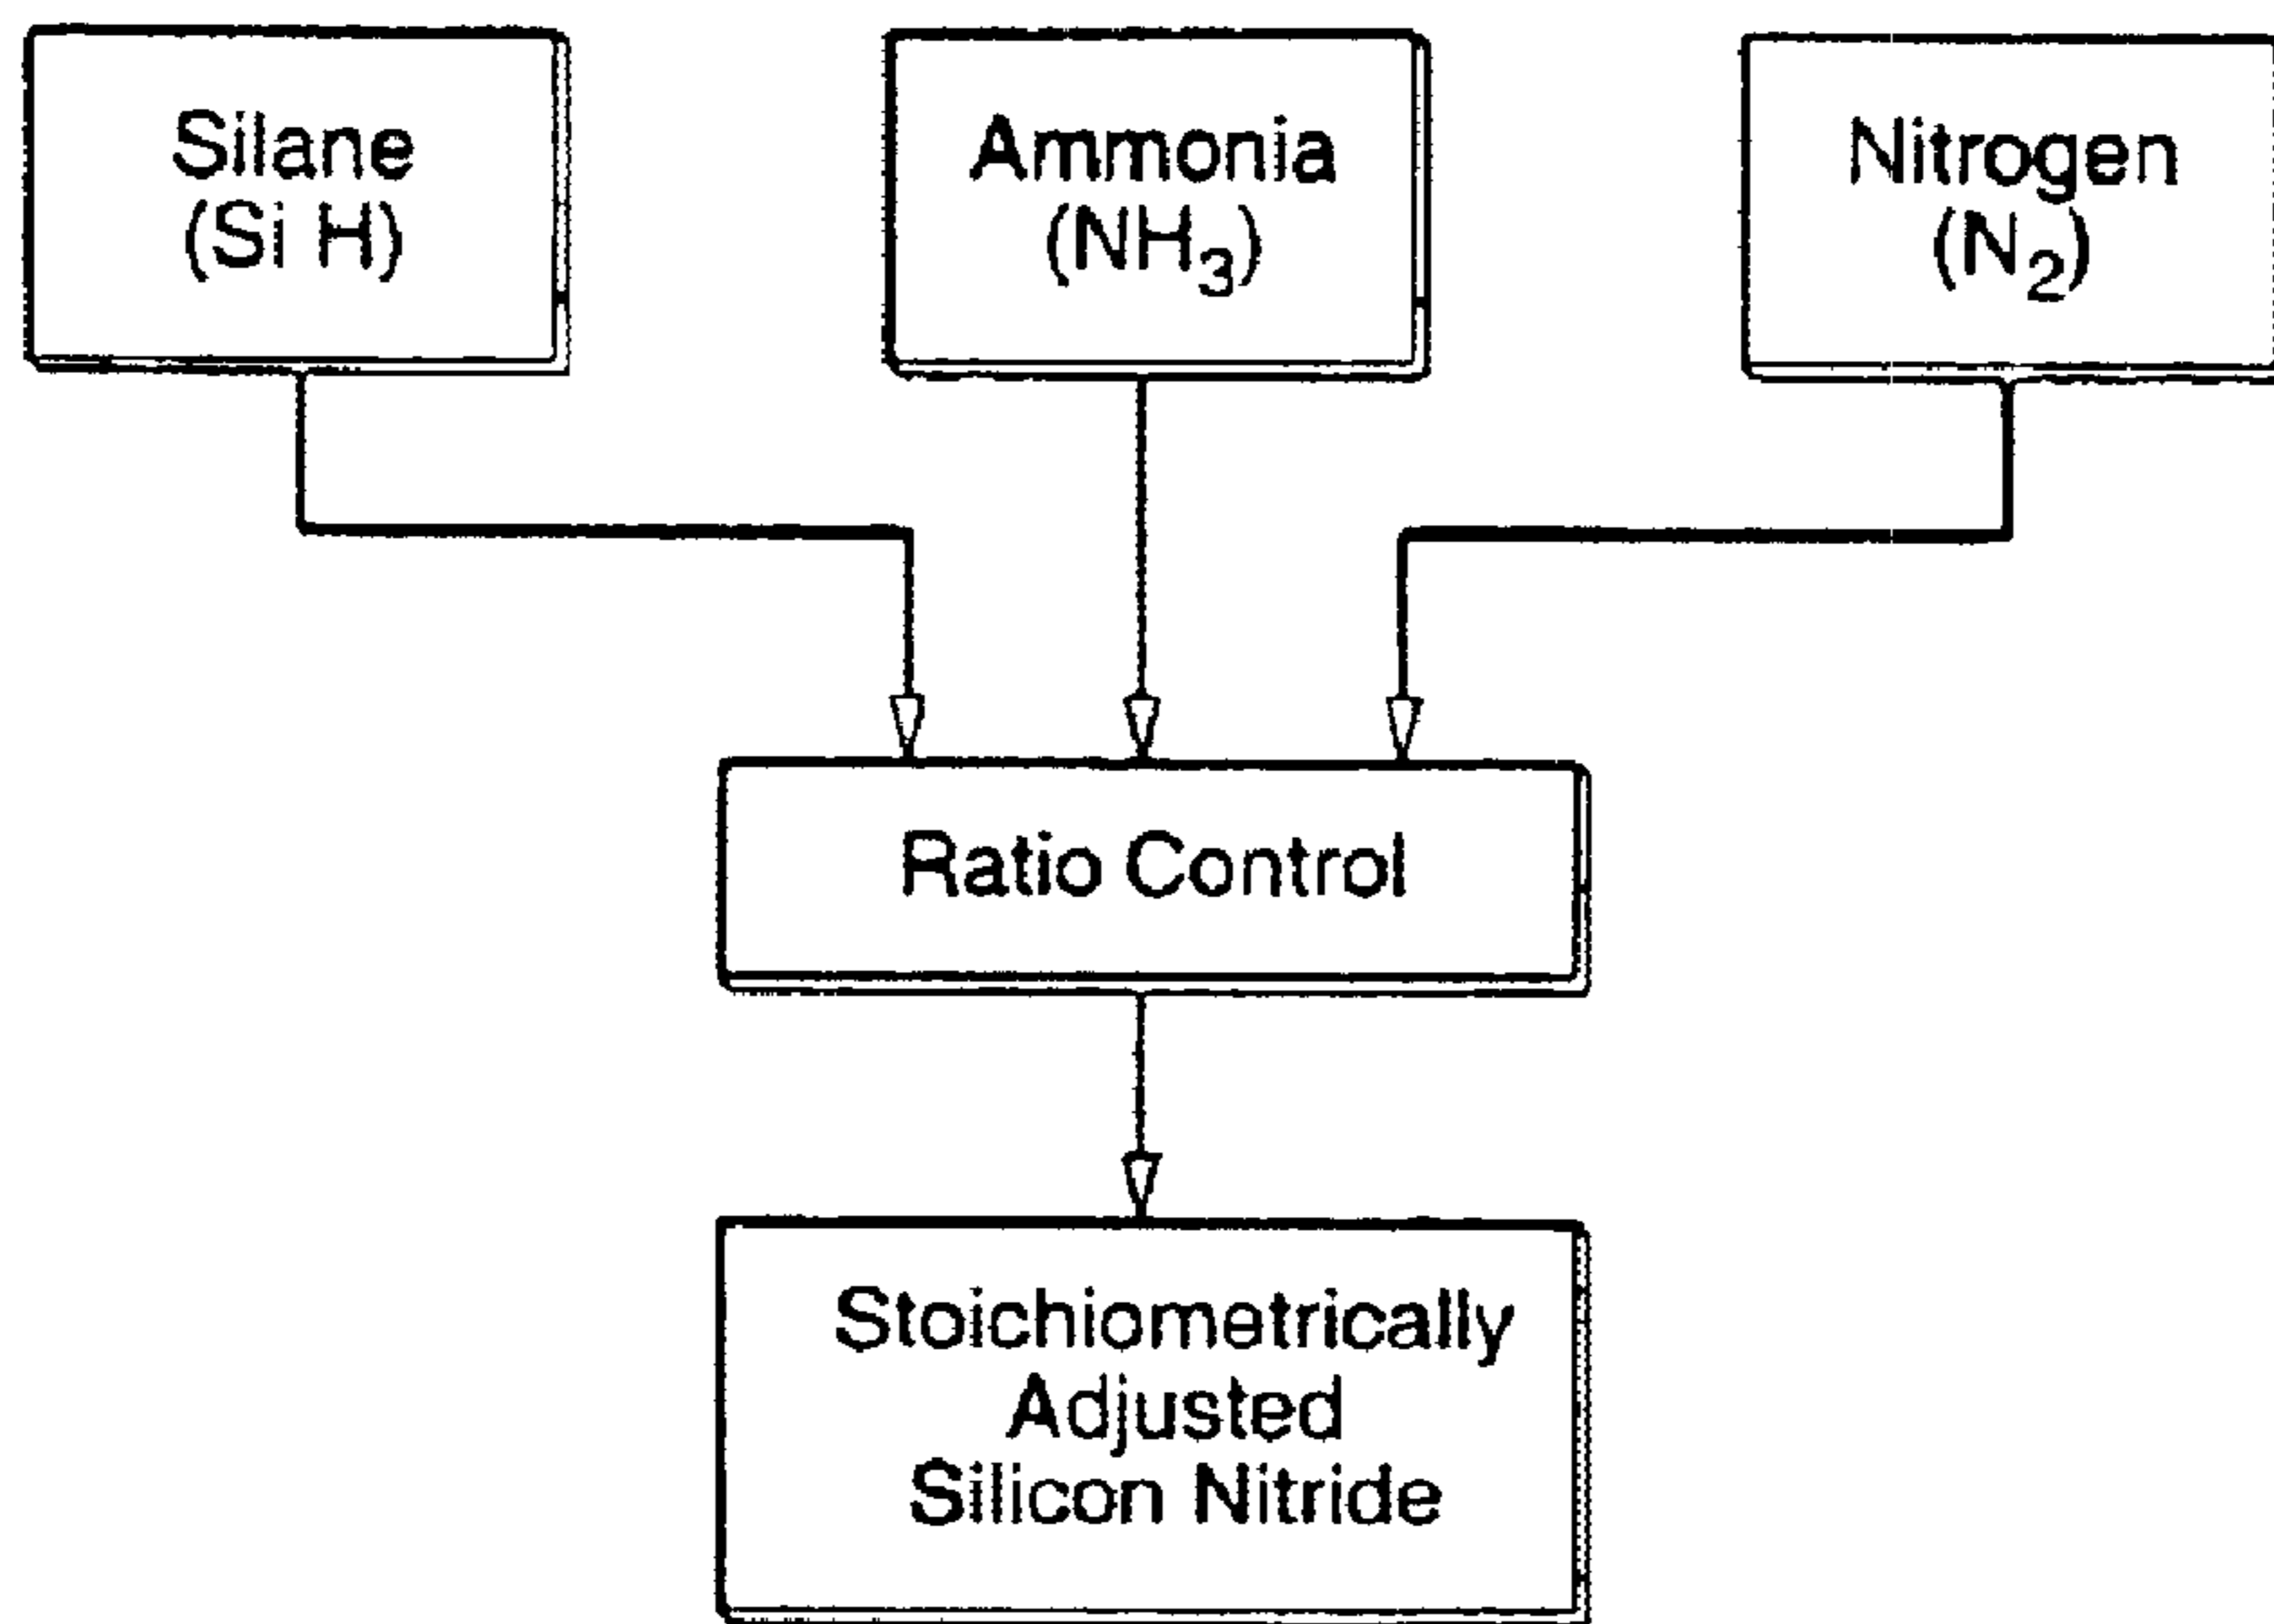 Silane
(Si H)
Ammonia
(NH₃)
Nitrogen
(N₂)
Ratio Control
Stoichiometrically
Adjusted
Silicon Nitride